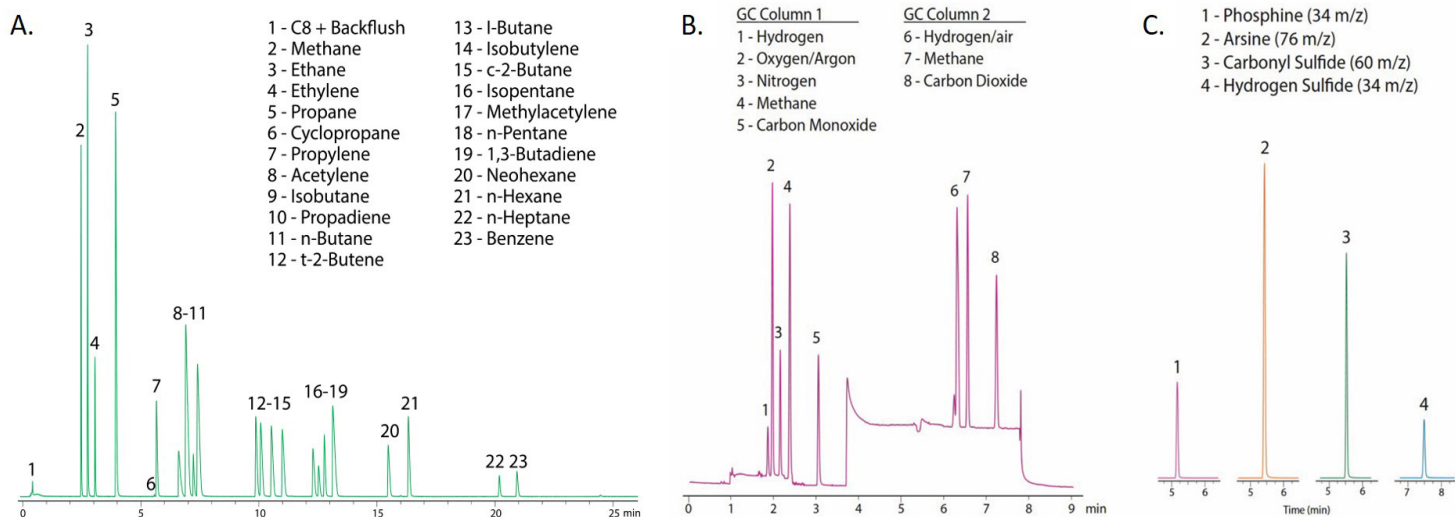 A.
1 - C8 + Backflush
2 - Methane
3 - Ethane
4 - Ethylene
5 - Propane
6 - Cyclopropane
7 - Propylene
8 - Acetylene
9 - Isobutane
10 - Propadiene
11 - n-Butane
12 - t-2-Butene
13 - I-Butane
14 - Isobutylene
15 - c-2-Butane
16 - Isopentane
17 - Methylacetylene
18 - n-Pentane
19 - 1,3-Butadiene
20 - Neohexane
21 - n-Hexane
22 - n-Heptane
23 - Benzene
1
2
3
4
5
6
7
8-11
12-15
16-19
20
21
22 23
0 5 10 15 20 25 min
B.
GC Column 1
1 - Hydrogen
2 - Oxygen/Argon
3 - Nitrogen
4 - Methane
5 - Carbon Monoxide
GC Column 2
6 - Hydrogen/air
7 - Methane
8 - Carbon Dioxide
1
2
3
4
5
6
7
8
0 1 2 3 4 5 6 7 8 9 min
C.
1 - Phosphine (34 m/z)
2 - Arsine (76 m/z)
3 - Carbonyl Sulfide (60 m/z)
4 - Hydrogen Sulfide (34 m/z)
1
2
3
4
5 6 5 6 5 6 7 8
Time (min)